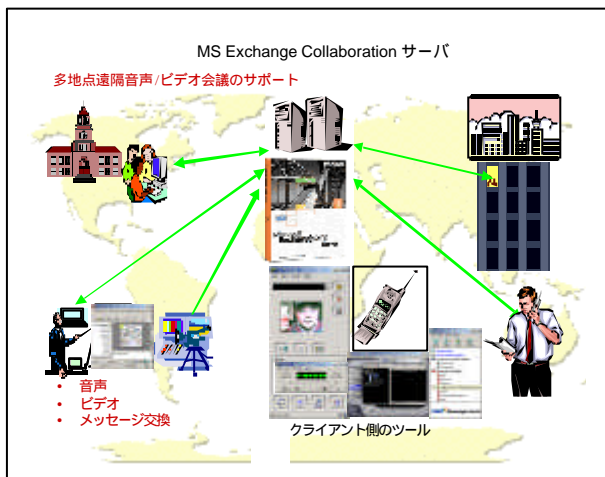 MS Exchange Collaboration サーバ
多地点遠隔音声/ビデオ会議のサポート
• 音声
• ビデオ
• メッセージ交換
クライアント側のツール